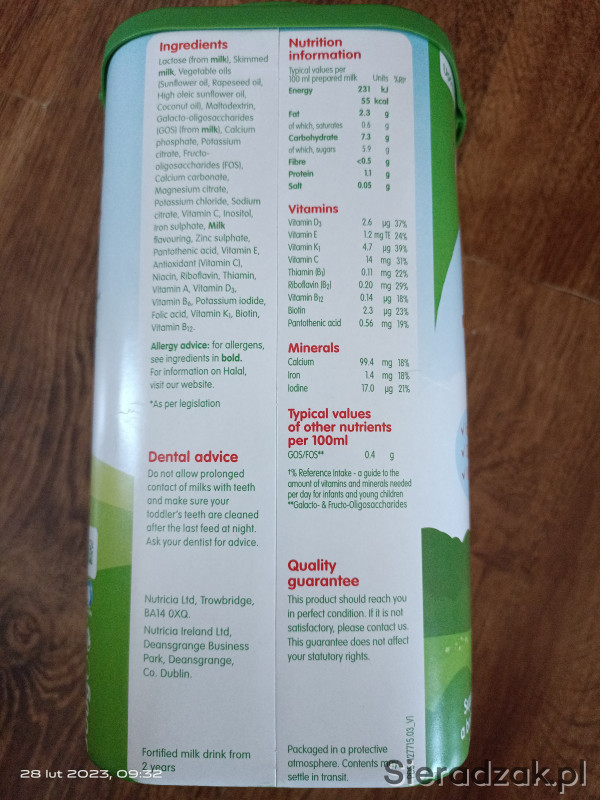 Ingredients
Lactose (from milk), Skimmed
milk, Vegetable oils
(Sunflower oil, Rapeseed oil,
High oleic sunflower oil,
Coconut oil), Maltodextrin,
Galacto-oligosaccharides
(GOS) (from milk), Calcium
phosphate, Potassium
citrate, Fructo-
oligosaccharides (FOS),
Calcium carbonate,
Magnesium citrate,
Potassium chloride, Sodium
citrate, Vitamin C, Inositol,
Iron sulphate, Milk
flavouring, Zinc sulphate,
Pantothenic acid, Vitamin E,
Antioxidant (Vitamin C),
Niacin, Riboflavin, Thiamin,
Vitamin A, Vitamin D₃,
Vitamin B₆, Potassium iodide,
Folic acid, Vitamin K₁, Biotin,
Vitamin B₁₂.
Allergy advice: for allergens,
see ingredients in bold.
For information on Halal,
visit our website.
*As per legislation
Dental advice
Do not allow prolonged
contact of milks with teeth
and make sure your
toddler's teeth are cleaned
after the last feed at night.
Ask your dentist for advice.
Nutricia Ltd, Trowbridge,
BA14 0XQ.
Nutricia Ireland Ltd,
Deansgrange Business
Park, Deansgrange,
Co. Dublin.
Fortified milk drink from
2 years
Nutrition
information
Typical values per
100 ml prepared milk Units %RI†
Energy 231 kJ
55 kcal
Fat 2.3 g
of which, saturates 0.6 g
Carbohydrate 7.3 g
of which, sugars 5.9 g
Fibre <0.5 g
Protein 1.1 g
Salt 0.05 g
Vitamins
Vitamin D₃ 2.6 µg 37%
Vitamin E 1.2 mg TE 24%
Vitamin K₁ 4.7 µg 39%
Vitamin C 14 mg 31%
Thiamin (B₁) 0.11 mg 22%
Riboflavin (B₂) 0.20 mg 29%
Vitamin B₁₂ 0.14 µg 18%
Biotin 2.3 µg 23%
Pantothenic acid 0.56 mg 19%
Minerals
Calcium 99.4 mg 18%
Iron 1.4 mg 18%
Iodine 17.0 µg 21%
Typical values
of other nutrients
per 100ml
GOS/FOS** 0.4 g
†% Reference Intake - a guide to the
amount of vitamins and minerals needed
per day for infants and young children
**Galacto- & Fructo-Oligosaccharides
Quality
guarantee
This product should reach you
in perfect condition. If it is not
satisfactory, please contact us.
This guarantee does not affect
your statutory rights.
Packaged in a protective
atmosphere. Contents may
settle in transit.
27715.03_V1
28 lut 2023, 09:32
Sieradzak.pl